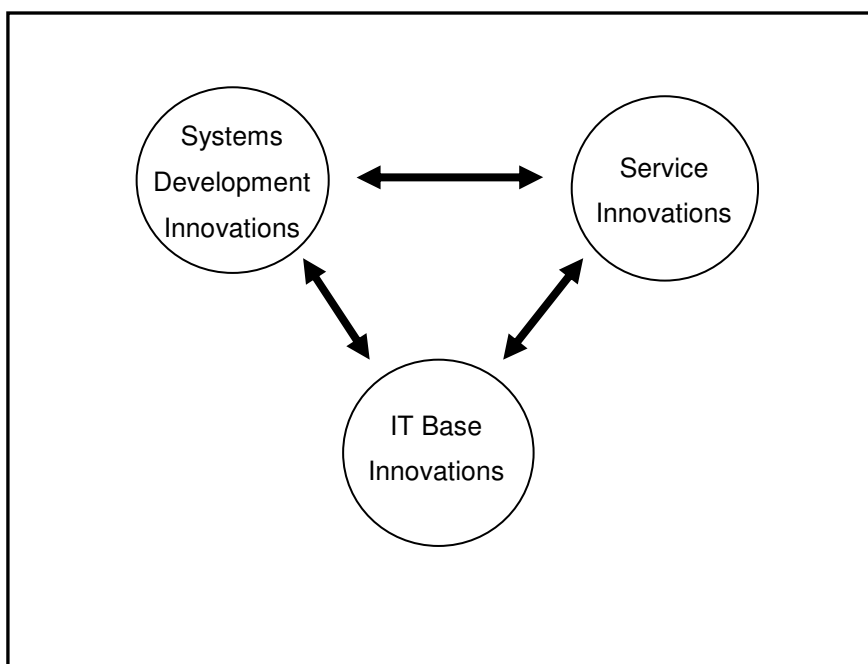 Systems
Development
Innovations
Service
Innovations
IT Base
Innovations